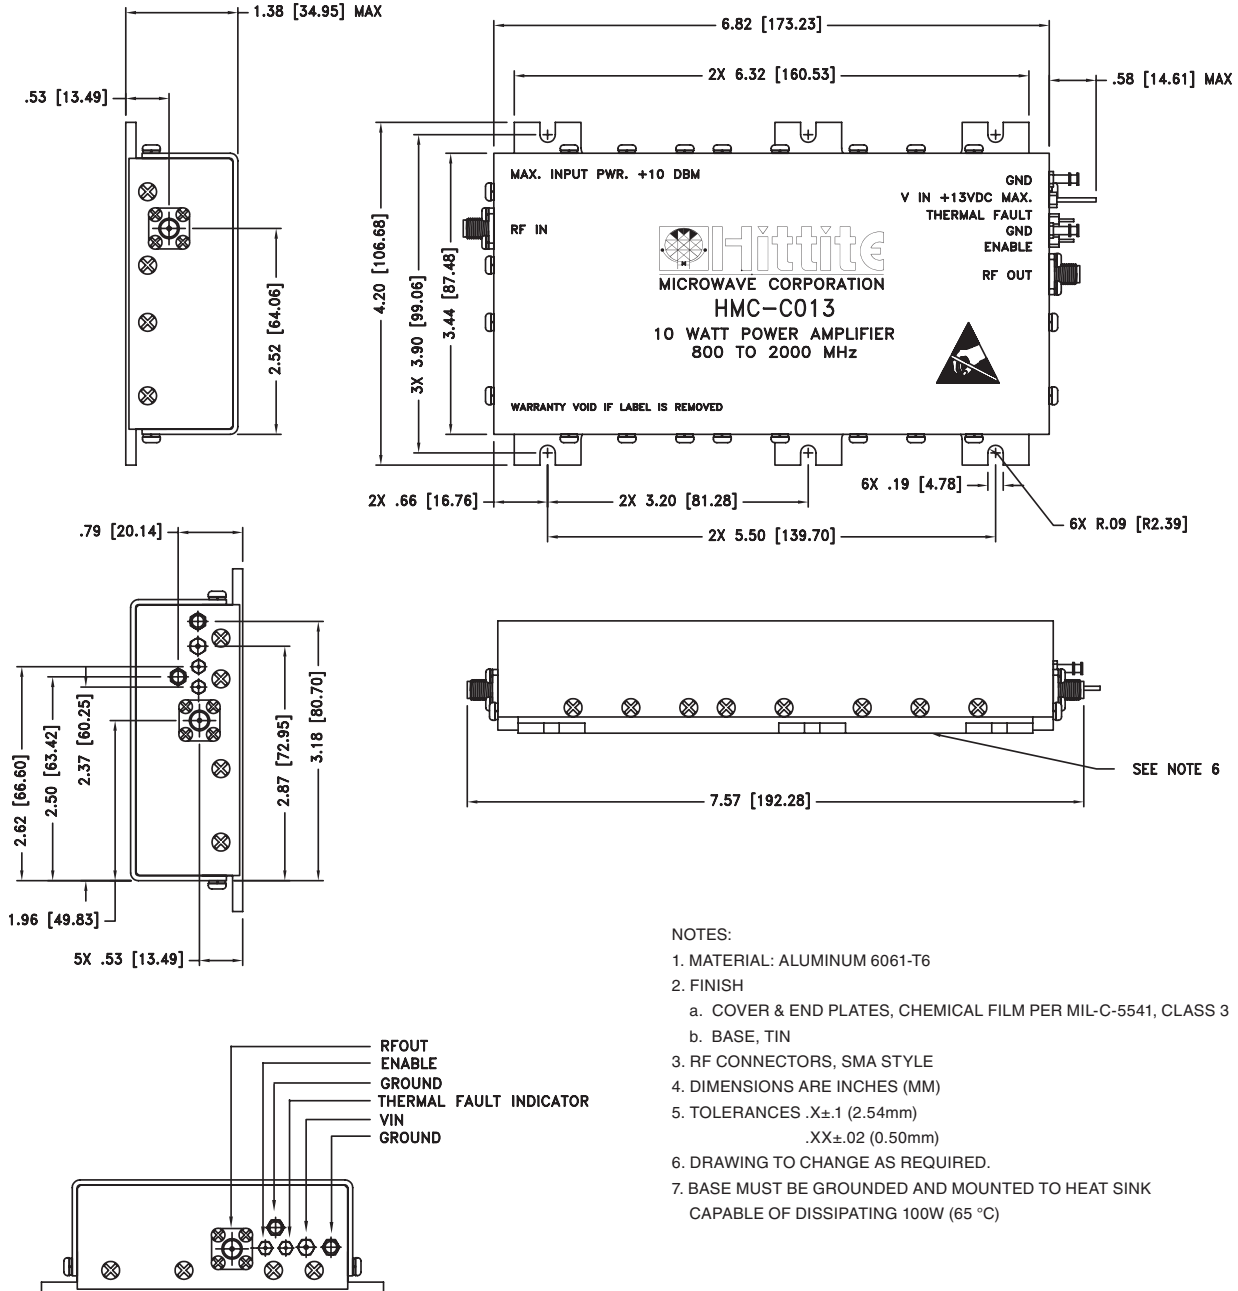 1.38 [34.95] MAX
6.82 [173.23]
2X 6.32 [160.53]
.58 [14.61] MAX
.53 [13.49]
MAX. INPUT PWR. +10 DBM
GND
V IN +13VDC MAX.
THERMAL FAULT
GND
ENABLE
RF IN
RF OUT
Hittite
MICROWAVE CORPORATION
HMC-C013
10 WATT POWER AMPLIFIER
800 TO 2000 MHz
WARRANTY VOID IF LABEL IS REMOVED
2.52 [64.06]
4.20 [106.68]
3X 3.90 [99.06]
3.44 [87.48]
2X .66 [16.76]
2X 3.20 [81.28]
6X .19 [4.78]
2X 5.50 [139.70]
6X R.09 [R2.39]
.79 [20.14]
2.62 [66.60]
2.50 [63.42]
2.37 [60.25]
2.87 [72.95]
3.18 [80.70]
1.96 [49.83]
5X .53 [13.49]
SEE NOTE 6
7.57 [192.28]
NOTES:
1. MATERIAL: ALUMINUM 6061-T6
2. FINISH
a. COVER & END PLATES, CHEMICAL FILM PER MIL-C-5541, CLASS 3
b. BASE, TIN
3. RF CONNECTORS, SMA STYLE
4. DIMENSIONS ARE INCHES (MM)
5. TOLERANCES .X±.1 (2.54mm)
.XX±.02 (0.50mm)
6. DRAWING TO CHANGE AS REQUIRED.
7. BASE MUST BE GROUNDED AND MOUNTED TO HEAT SINK
CAPABLE OF DISSIPATING 100W (65 °C)
RFOUT
ENABLE
GROUND
THERMAL FAULT INDICATOR
VIN
GROUND